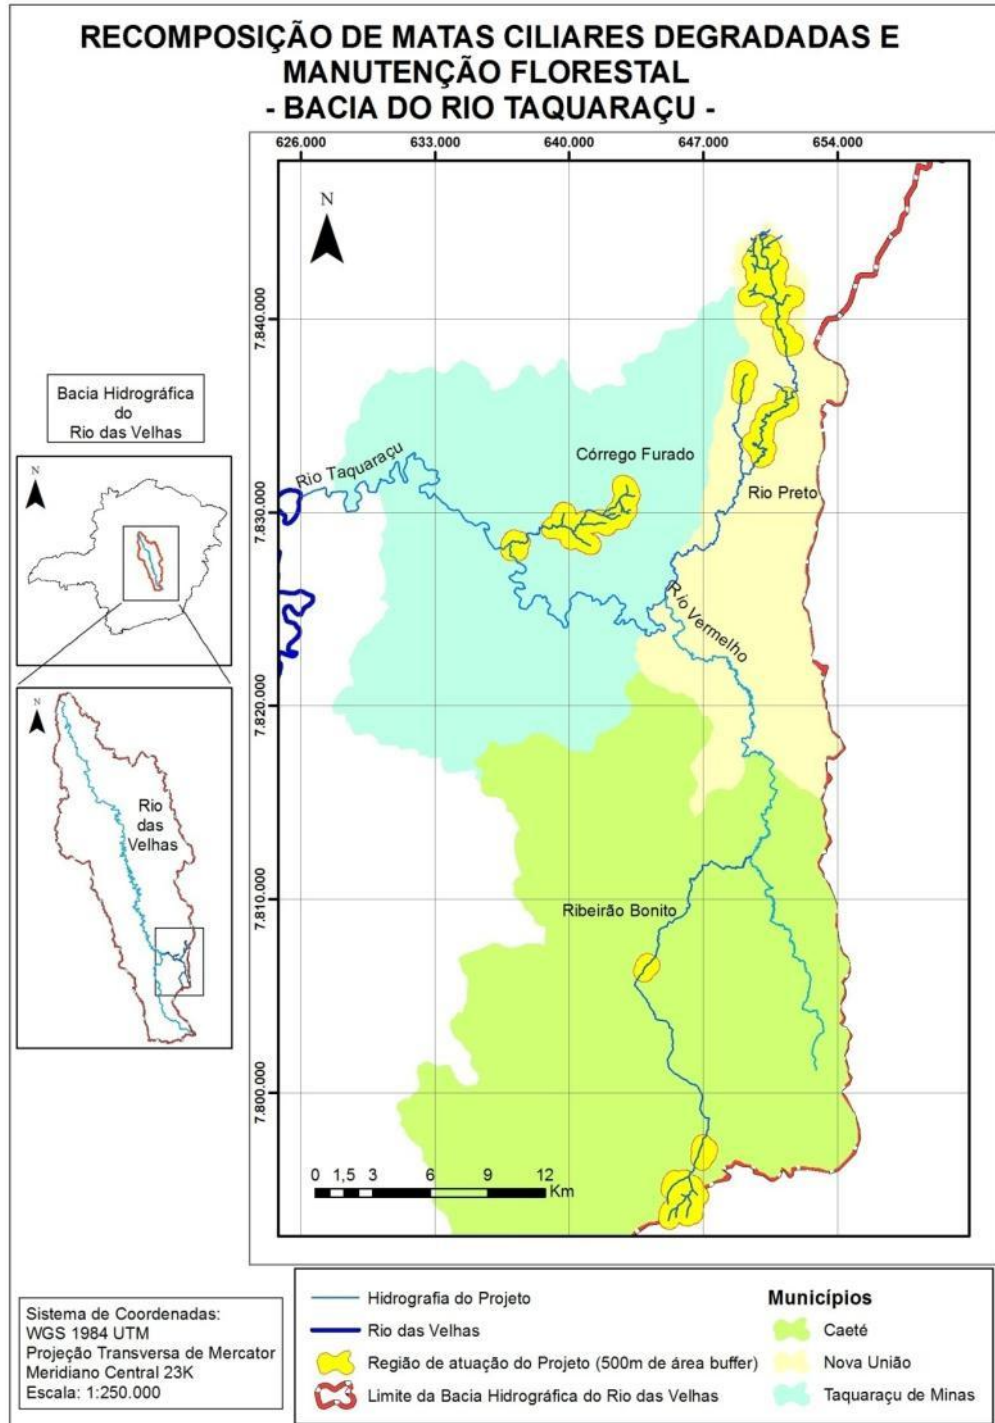 RECOMPOSIÇÃO DE MATAS CILIARES DEGRADADAS E
MANUTENÇÃO FLORESTAL
- BACIA DO RIO TAQUARAÇU -
626.000 633.000 640.000 647.000 654.000
N
7.840.000
7.830.000
7.820.000
7.810.000
7.800.000
Rio Taquaraçu
Córrego Furado
Rio Preto
Rio Vermelho
Ribeirão Bonito
0 1,5 3 6 9 12
Km
Bacia Hidrográfica
do
Rio das Velhas
N
N
Rio
das
Velhas
Sistema de Coordenadas:
WGS 1984 UTM
Projeção Transversa de Mercator
Meridiano Central 23K
Escala: 1:250.000
Hidrografia do Projeto
Rio das Velhas
Região de atuação do Projeto (500m de área buffer)
Limite da Bacia Hidrográfica do Rio das Velhas
Municípios
Caeté
Nova União
Taquaraçu de Minas